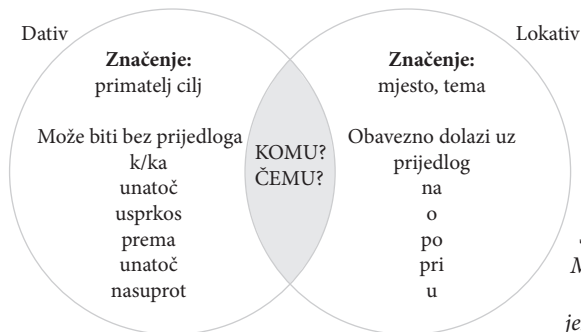 Dativ
Značenje:
primatelj cilj
Može biti bez prijedloga
k/ka
unatoč
usprkos
prema
unatoč
nasuprot
KOMU?
ČEMU?
Lokativ
Značenje:
mjesto, tema
Obavezno dolazi uz
prijedlog
na
o
po
pri
u
M
je